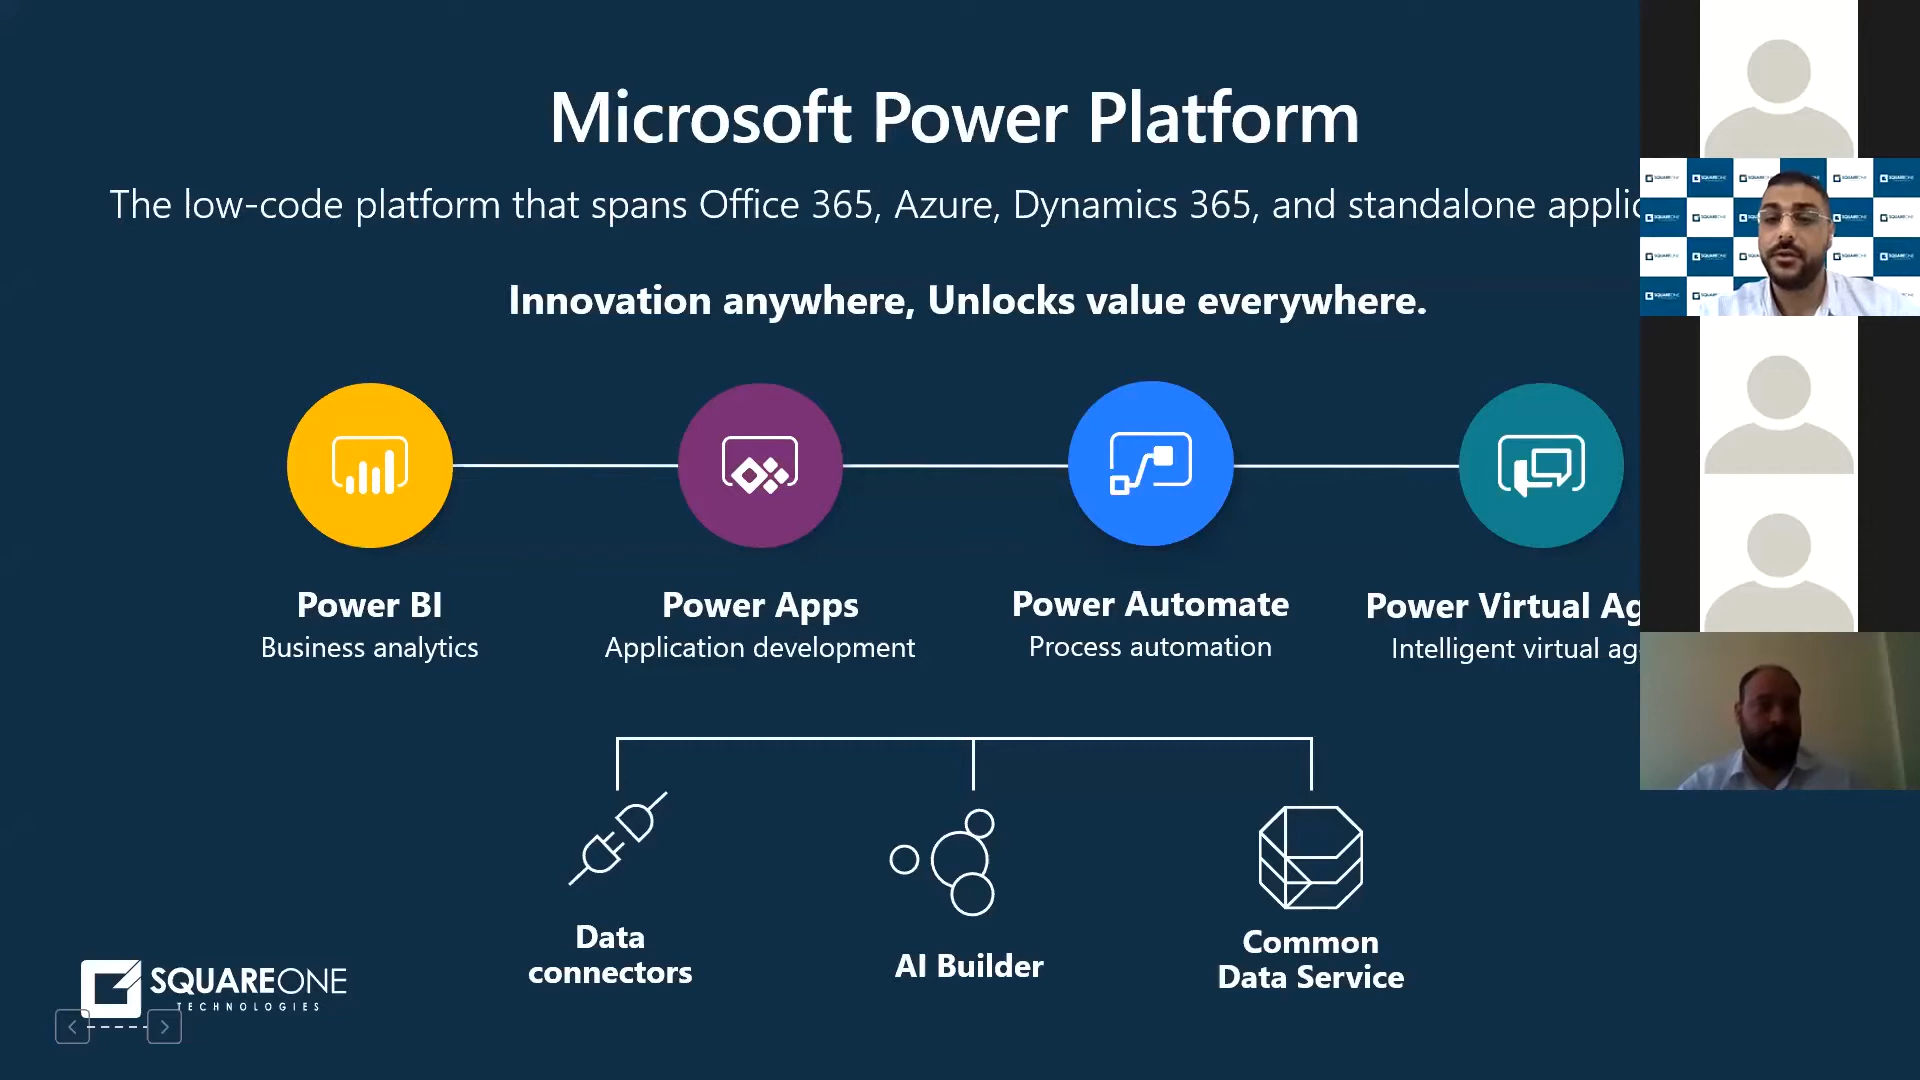 Microsoft Power Platform
The low-code platform that spans Office 365, Azure, Dynamics 365, and standalone applic
Innovation anywhere, Unlocks value everywhere.
Power BI
Business analytics
Power Apps
Application development
Power Automate
Process automation
Power Virtual Ag
Intelligent virtual ag
Data
connectors
AI Builder
Common
Data Service
SQUAREONE
TECHNOLOGIES